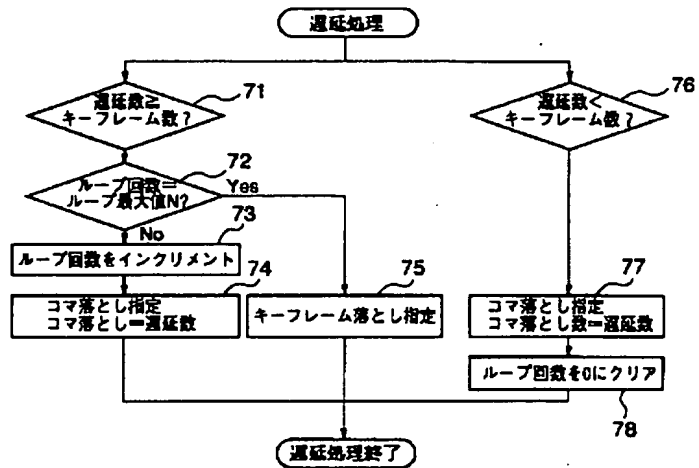 遅延処理
遅延数≧
キーフレーム数?
71
ループ回数=
ループ最大値N?
72
Yes
No
73
ループ回数をインクリメント
74
コマ落とし指定
コマ落とし=遅延数
75
キーフレーム落とし指定
76
遅延数<
キーフレーム数?
77
コマ落とし指定
コマ落とし数=遅延数
ループ回数を0にクリア
78
遅延処理終了